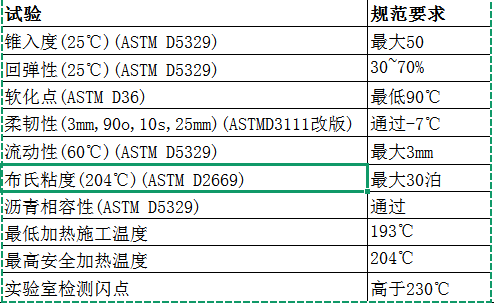 试验 规范要求
锥入度(25℃)(ASTM D5329) 最大50
回弹性(25℃)(ASTM D5329) 30~70%
软化点(ASTM D36) 最低90℃
柔韧性(3mm,90o,10s,25mm)(ASTMD3111改版) 通过-7℃
流动性(60℃)(ASTM D5329) 最大3mm
布氏粘度(204℃)(ASTM D2669) 最大30泊
沥青相容性(ASTM D5329) 通过
最低加热施工温度 193℃
最高安全加热温度 204℃
实验室检测闪点 高于230℃